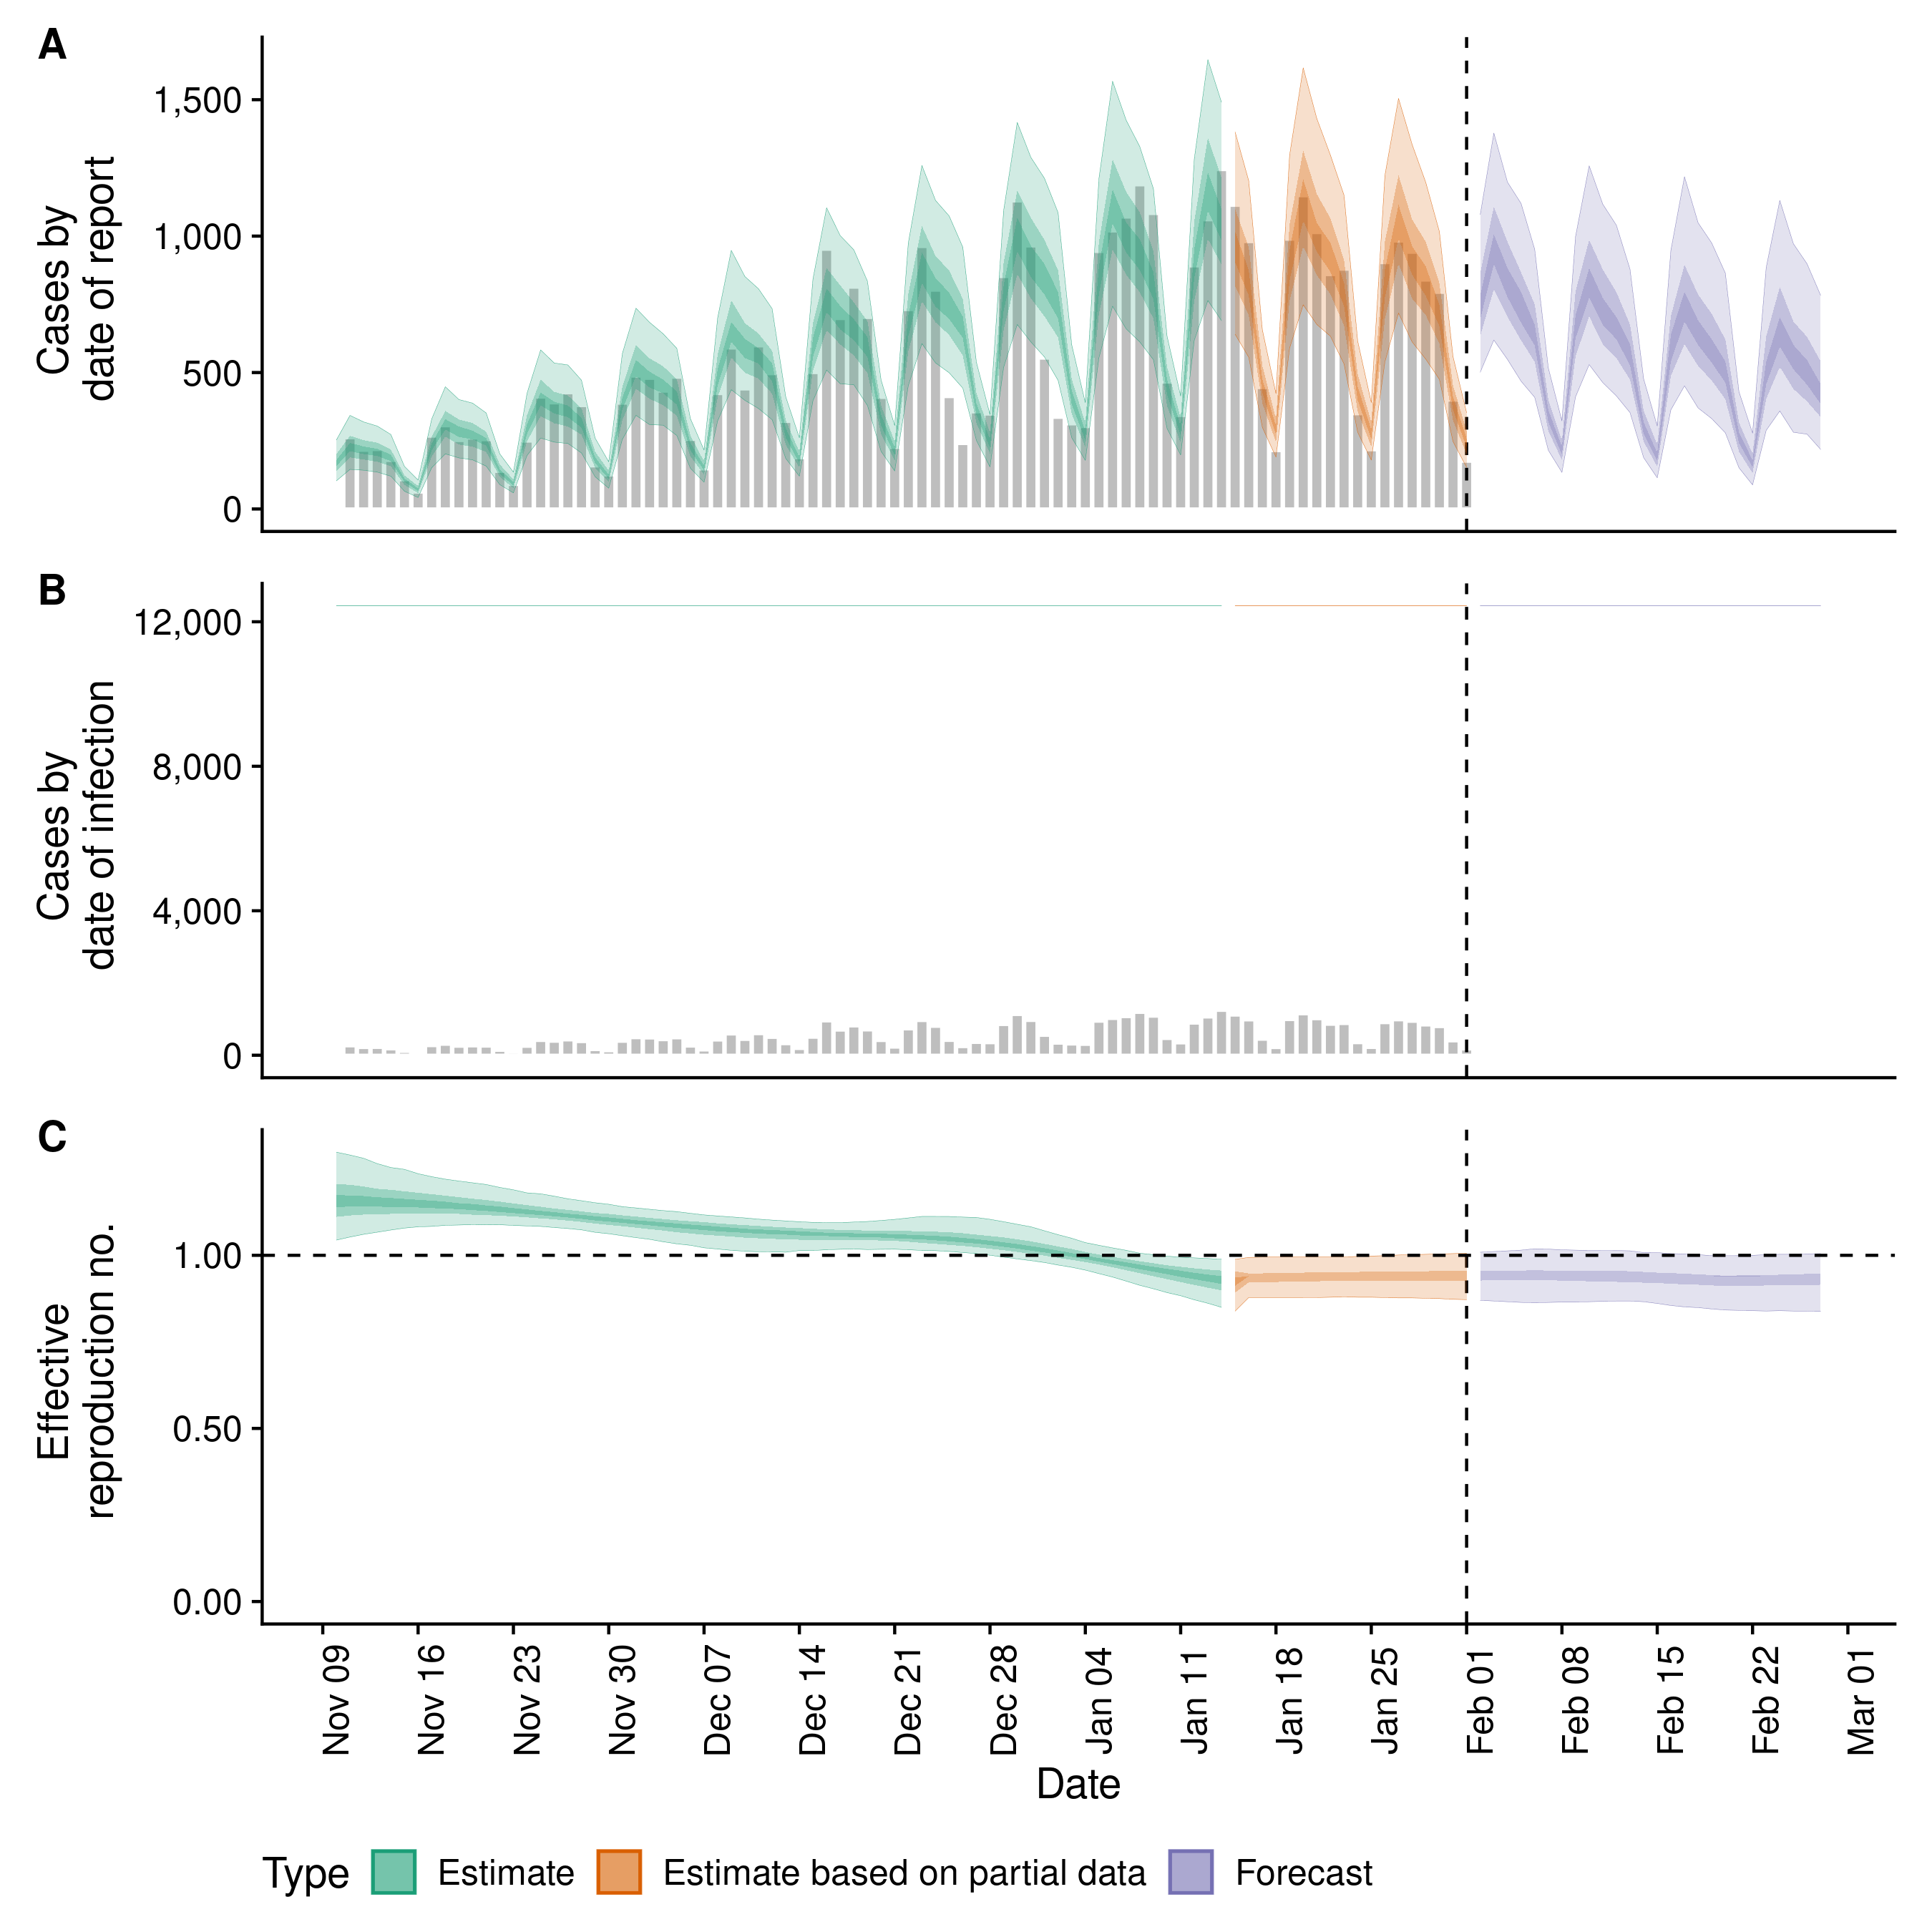 A
Cases by
date of report
1,500
1,000
500
0
B
Cases by
date of infection
12,000
8,000
4,000
0
C
Effective
reproduction no.
1.00
0.50
0.00
Nov 09
Nov 16
Nov 23
Nov 30
Dec 07
Dec 14
Dec 21
Dec 28
Jan 04
Jan 11
Jan 18
Jan 25
Feb 01
Feb 08
Feb 15
Feb 22
Mar 01
Date
Type Estimate Estimate based on partial data Forecast